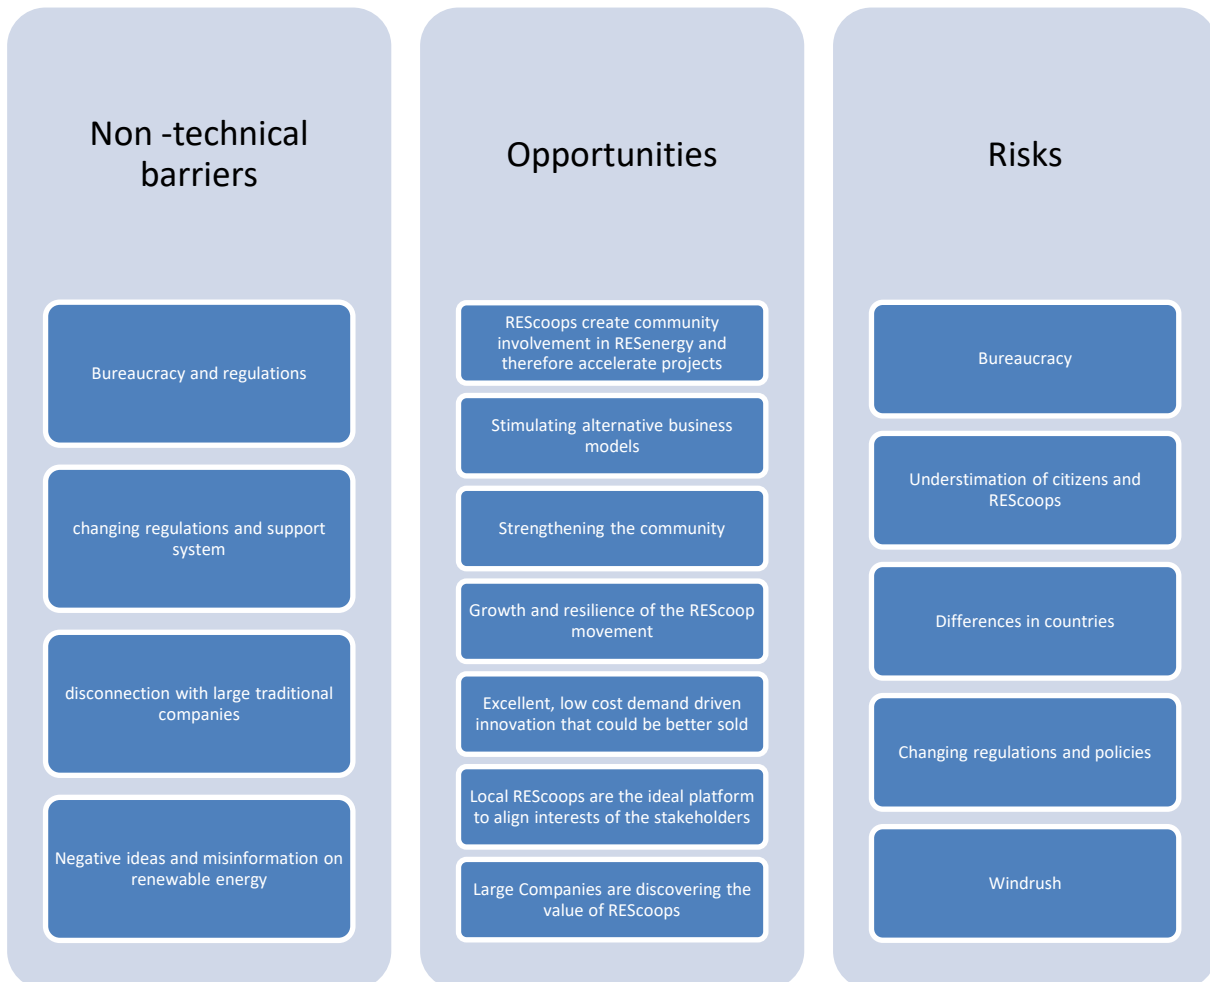 Non -technical
barriers
Bureaucracy and regulations
changing regulations and support
system
disconnection with large traditional
companies
Negative ideas and misinformation on
renewable energy
Opportunities
REScoops create community
involvement in RESenergy and
therefore accelerate projects
Stimulating alternative business
models
Strengthening the community
Growth and resilience of the REScoop
movement
Excellent, low cost demand driven
innovation that could be better sold
Local REScoops are the ideal platform
to align interests of the stakeholders
Large Companies are discovering the
value of REScoops
Risks
Bureaucracy
Understimation of citizens and
REScoops
Differences in countries
Changing regulations and policies
Windrush